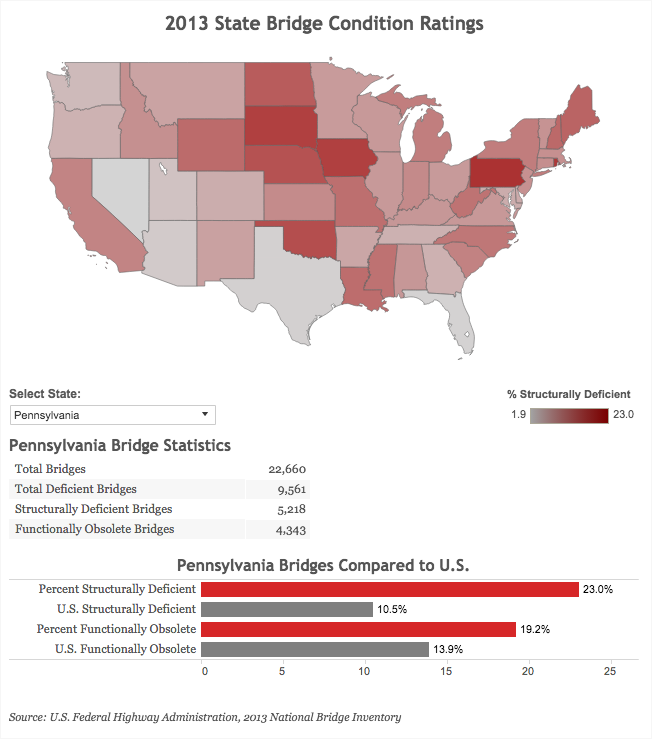 2013 State Bridge Condition Ratings
Select State:
Pennsylvania
% Structurally Deficient
1.9 23.0
Pennsylvania Bridge Statistics
Total Bridges 22,660
Total Deficient Bridges 9,561
Structurally Deficient Bridges 5,218
Functionally Obsolete Bridges 4,343
Pennsylvania Bridges Compared to U.S.
Percent Structurally Deficient 23.0%
U.S. Structurally Deficient 10.5%
Percent Functionally Obsolete 19.2%
U.S. Functionally Obsolete 13.9%
0 5 10 15 20 25
Source: U.S. Federal Highway Administration, 2013 National Bridge Inventory